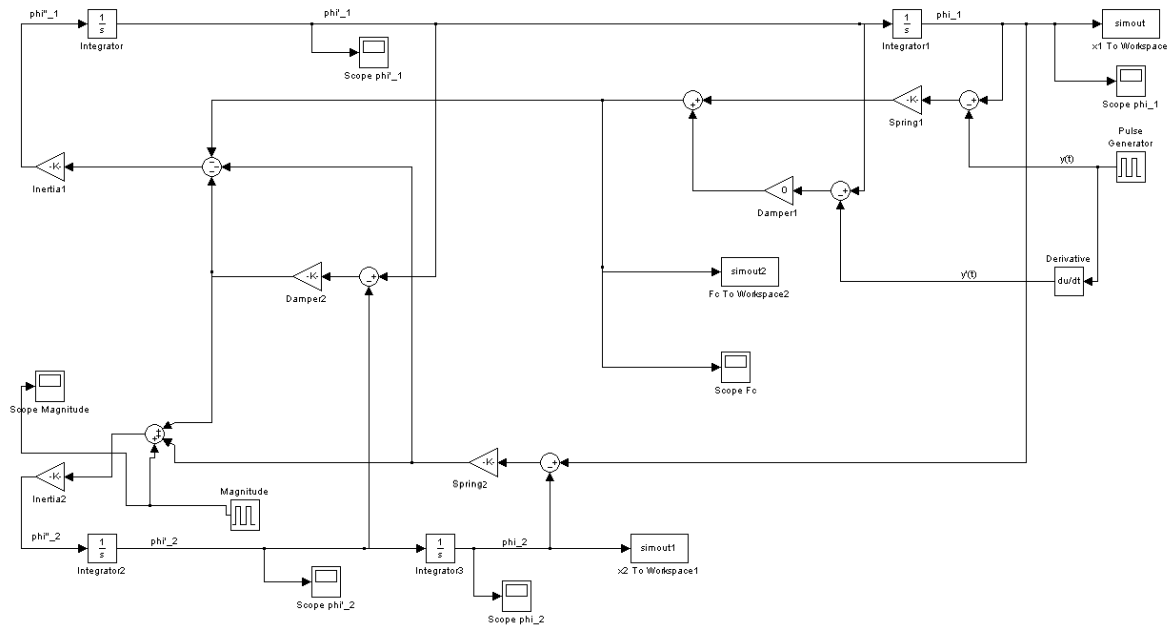 phi''_1
1
s
Integrator
phi'_1
Scope phi'_1
1
s
Integrator1
phi_1
simout
x1 To Workspace
Scope phi_1
-K-
Spring1
Pulse
Generator
y(t)
-K-
Inertia1
0
Damper1
-K-
Damper2
simout2
Fc To Workspace2
y'(t)
Derivative
du/dt
Scope Fc
Scope Magnitude
-K-
Spring2
-K-
Inertia2
Magnitude
phi''_2
1
s
Integrator2
phi'_2
Scope phi'_2
1
s
Integrator3
phi_2
Scope phi_2
simout1
x2 To Workspace1